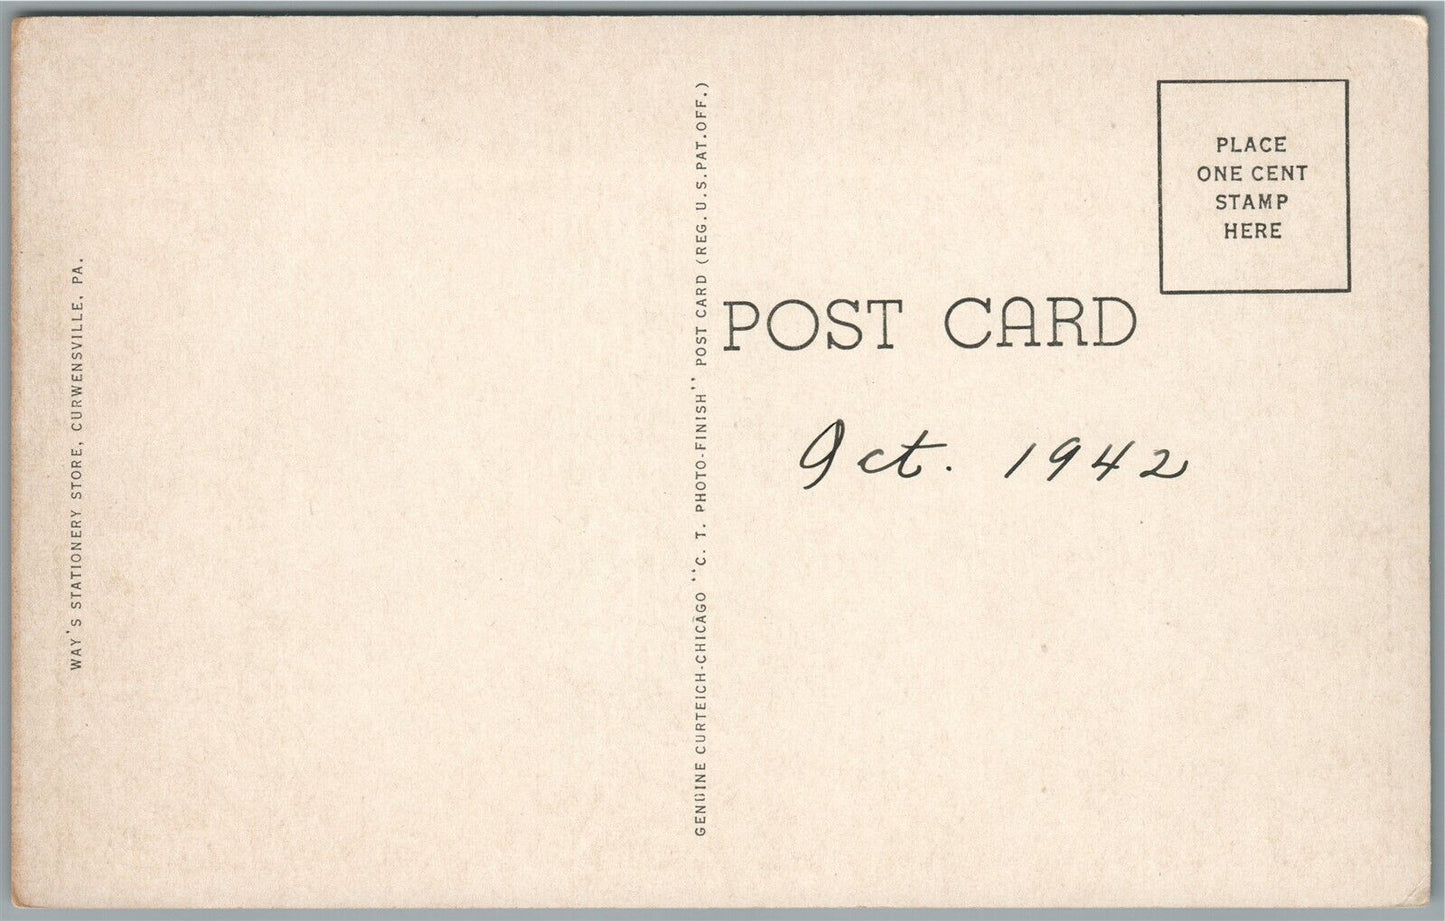 WAY'S STATIONERY STORE, CURWENSVILLE, PA.
GENUINE CURTEICH-CHICAGO "C. T. PHOTO-FINISH" POST CARD (REG. U.S. PAT. OFF.)
PLACE
ONE CENT
STAMP
HERE
POST CARD
Oct. 1942